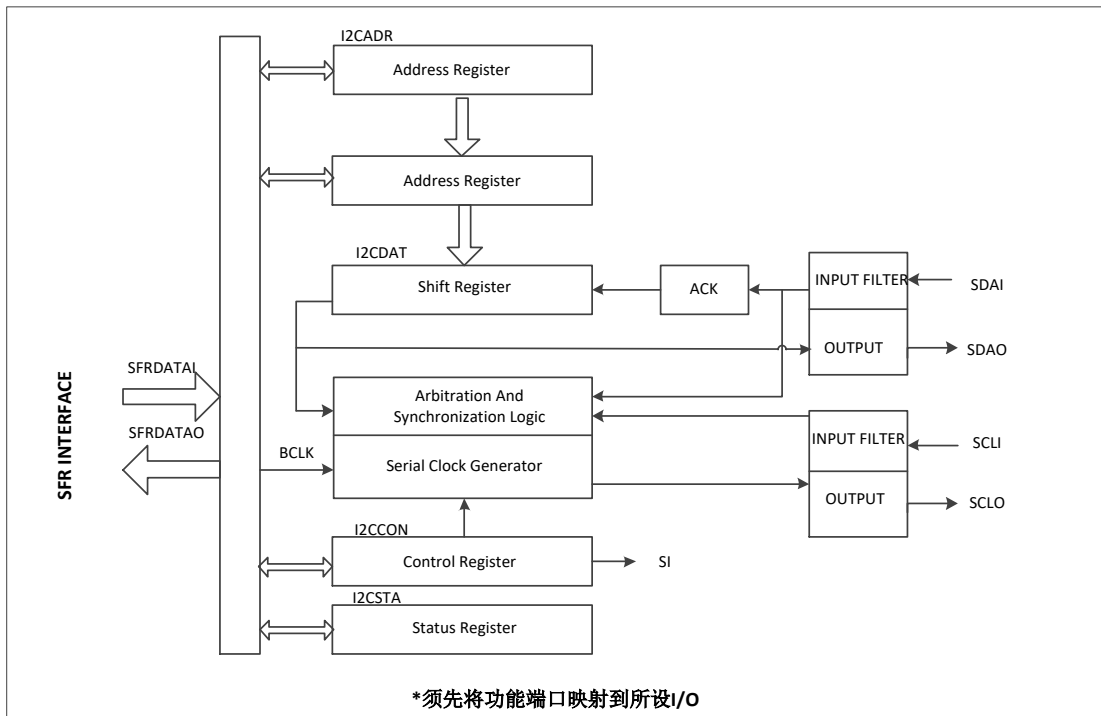 I2CADR
Address Register
Address Register
I2CDAT
Shift Register
ACK
INPUT FILTER
SDAI
OUTPUT
SDAO
SFRDATAI
Arbitration And
Synchronization Logic
SFRDATAO
BCLK
Serial Clock Generator
INPUT FILTER
SCLI
OUTPUT
SCLO
SFR INTERFACE
I2CCON
Control Register
SI
I2CSTA
Status Register
*须先将功能端口映射到所设I/O